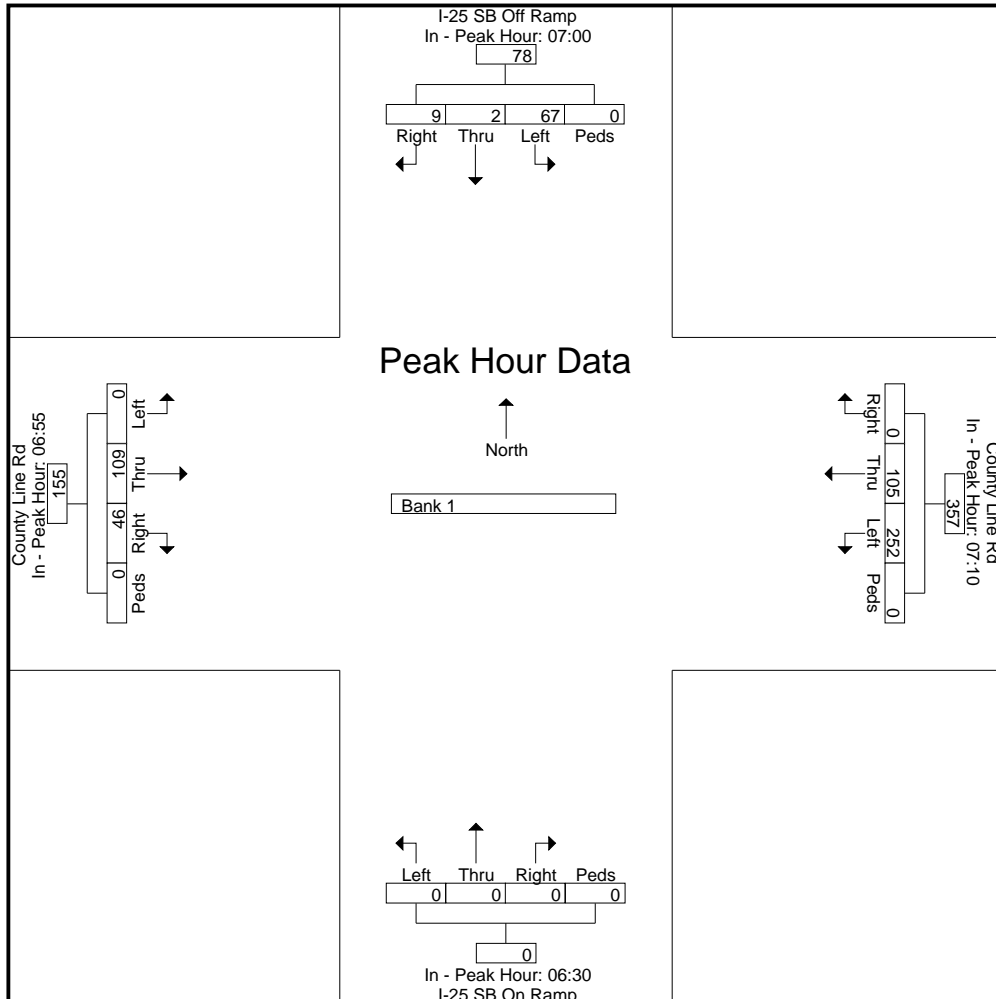 I-25 SB Off Ramp
In - Peak Hour: 07:00
78
9 2 67 0
Right Thru Left Peds
Peak Hour Data
North
Bank 1
County Line Rd
In - Peak Hour: 06:55
155
0 109 46 0
Left Thru Right Peds
County Line Rd
In - Peak Hour: 07:10
357
0 105 252 0
Right Thru Left Peds
Left Thru Right Peds
0 0 0 0
0
In - Peak Hour: 06:30
I-25 SB On Ramp